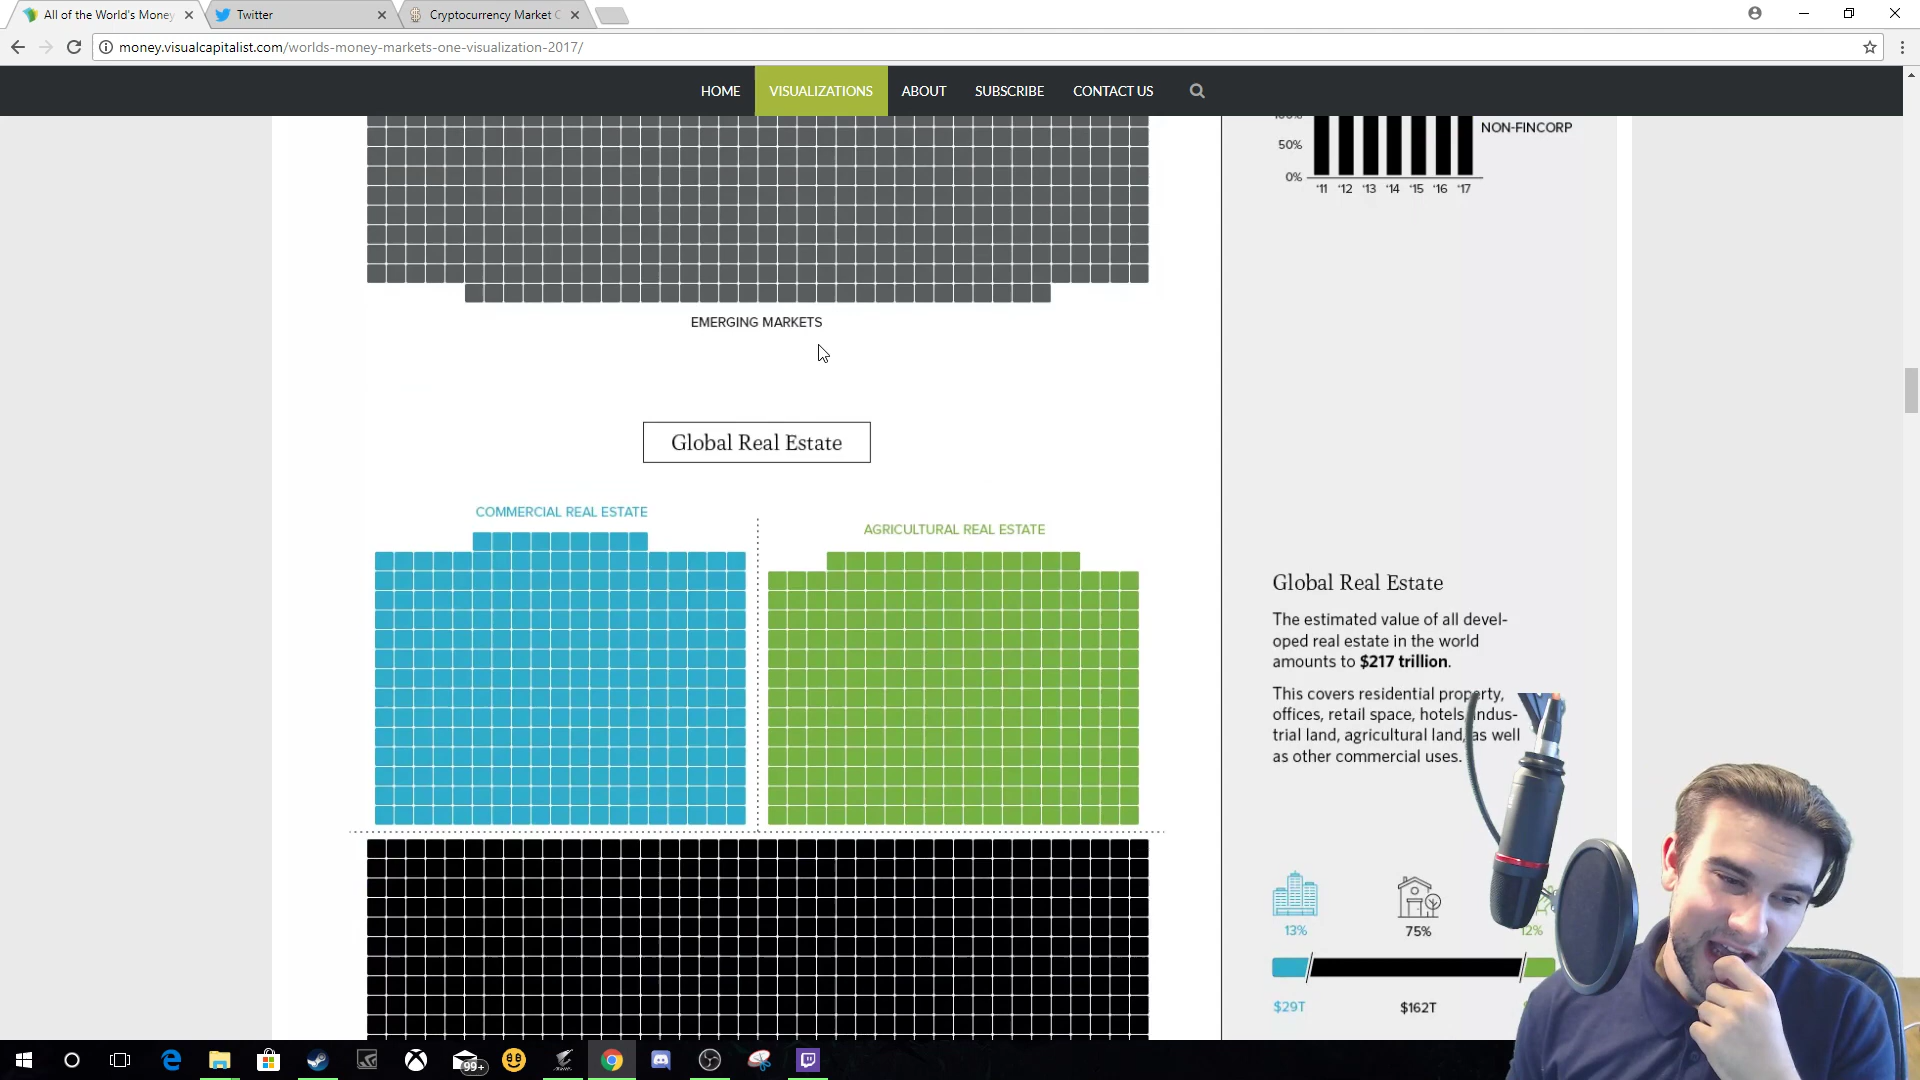 All of the World's Money
Twitter
Cryptocurrency Market C
money.visualcapitalist.com/worlds-money-markets-one-visualization-2017/
HOME
VISUALIZATIONS
ABOUT
SUBSCRIBE
CONTACT US
NON-FINCORP
50%
0%
'11 '12 '13 '14 '15 '16 '17
EMERGING MARKETS
Global Real Estate
COMMERCIAL REAL ESTATE
AGRICULTURAL REAL ESTATE
Global Real Estate
The estimated value of all devel-
oped real estate in the world
amounts to $217 trillion.
This covers residential property,
offices, retail space, hotels, indus-
trial land, agricultural land, as well
as other commercial uses.
13%
75%
12%
$29T
$162T
99+